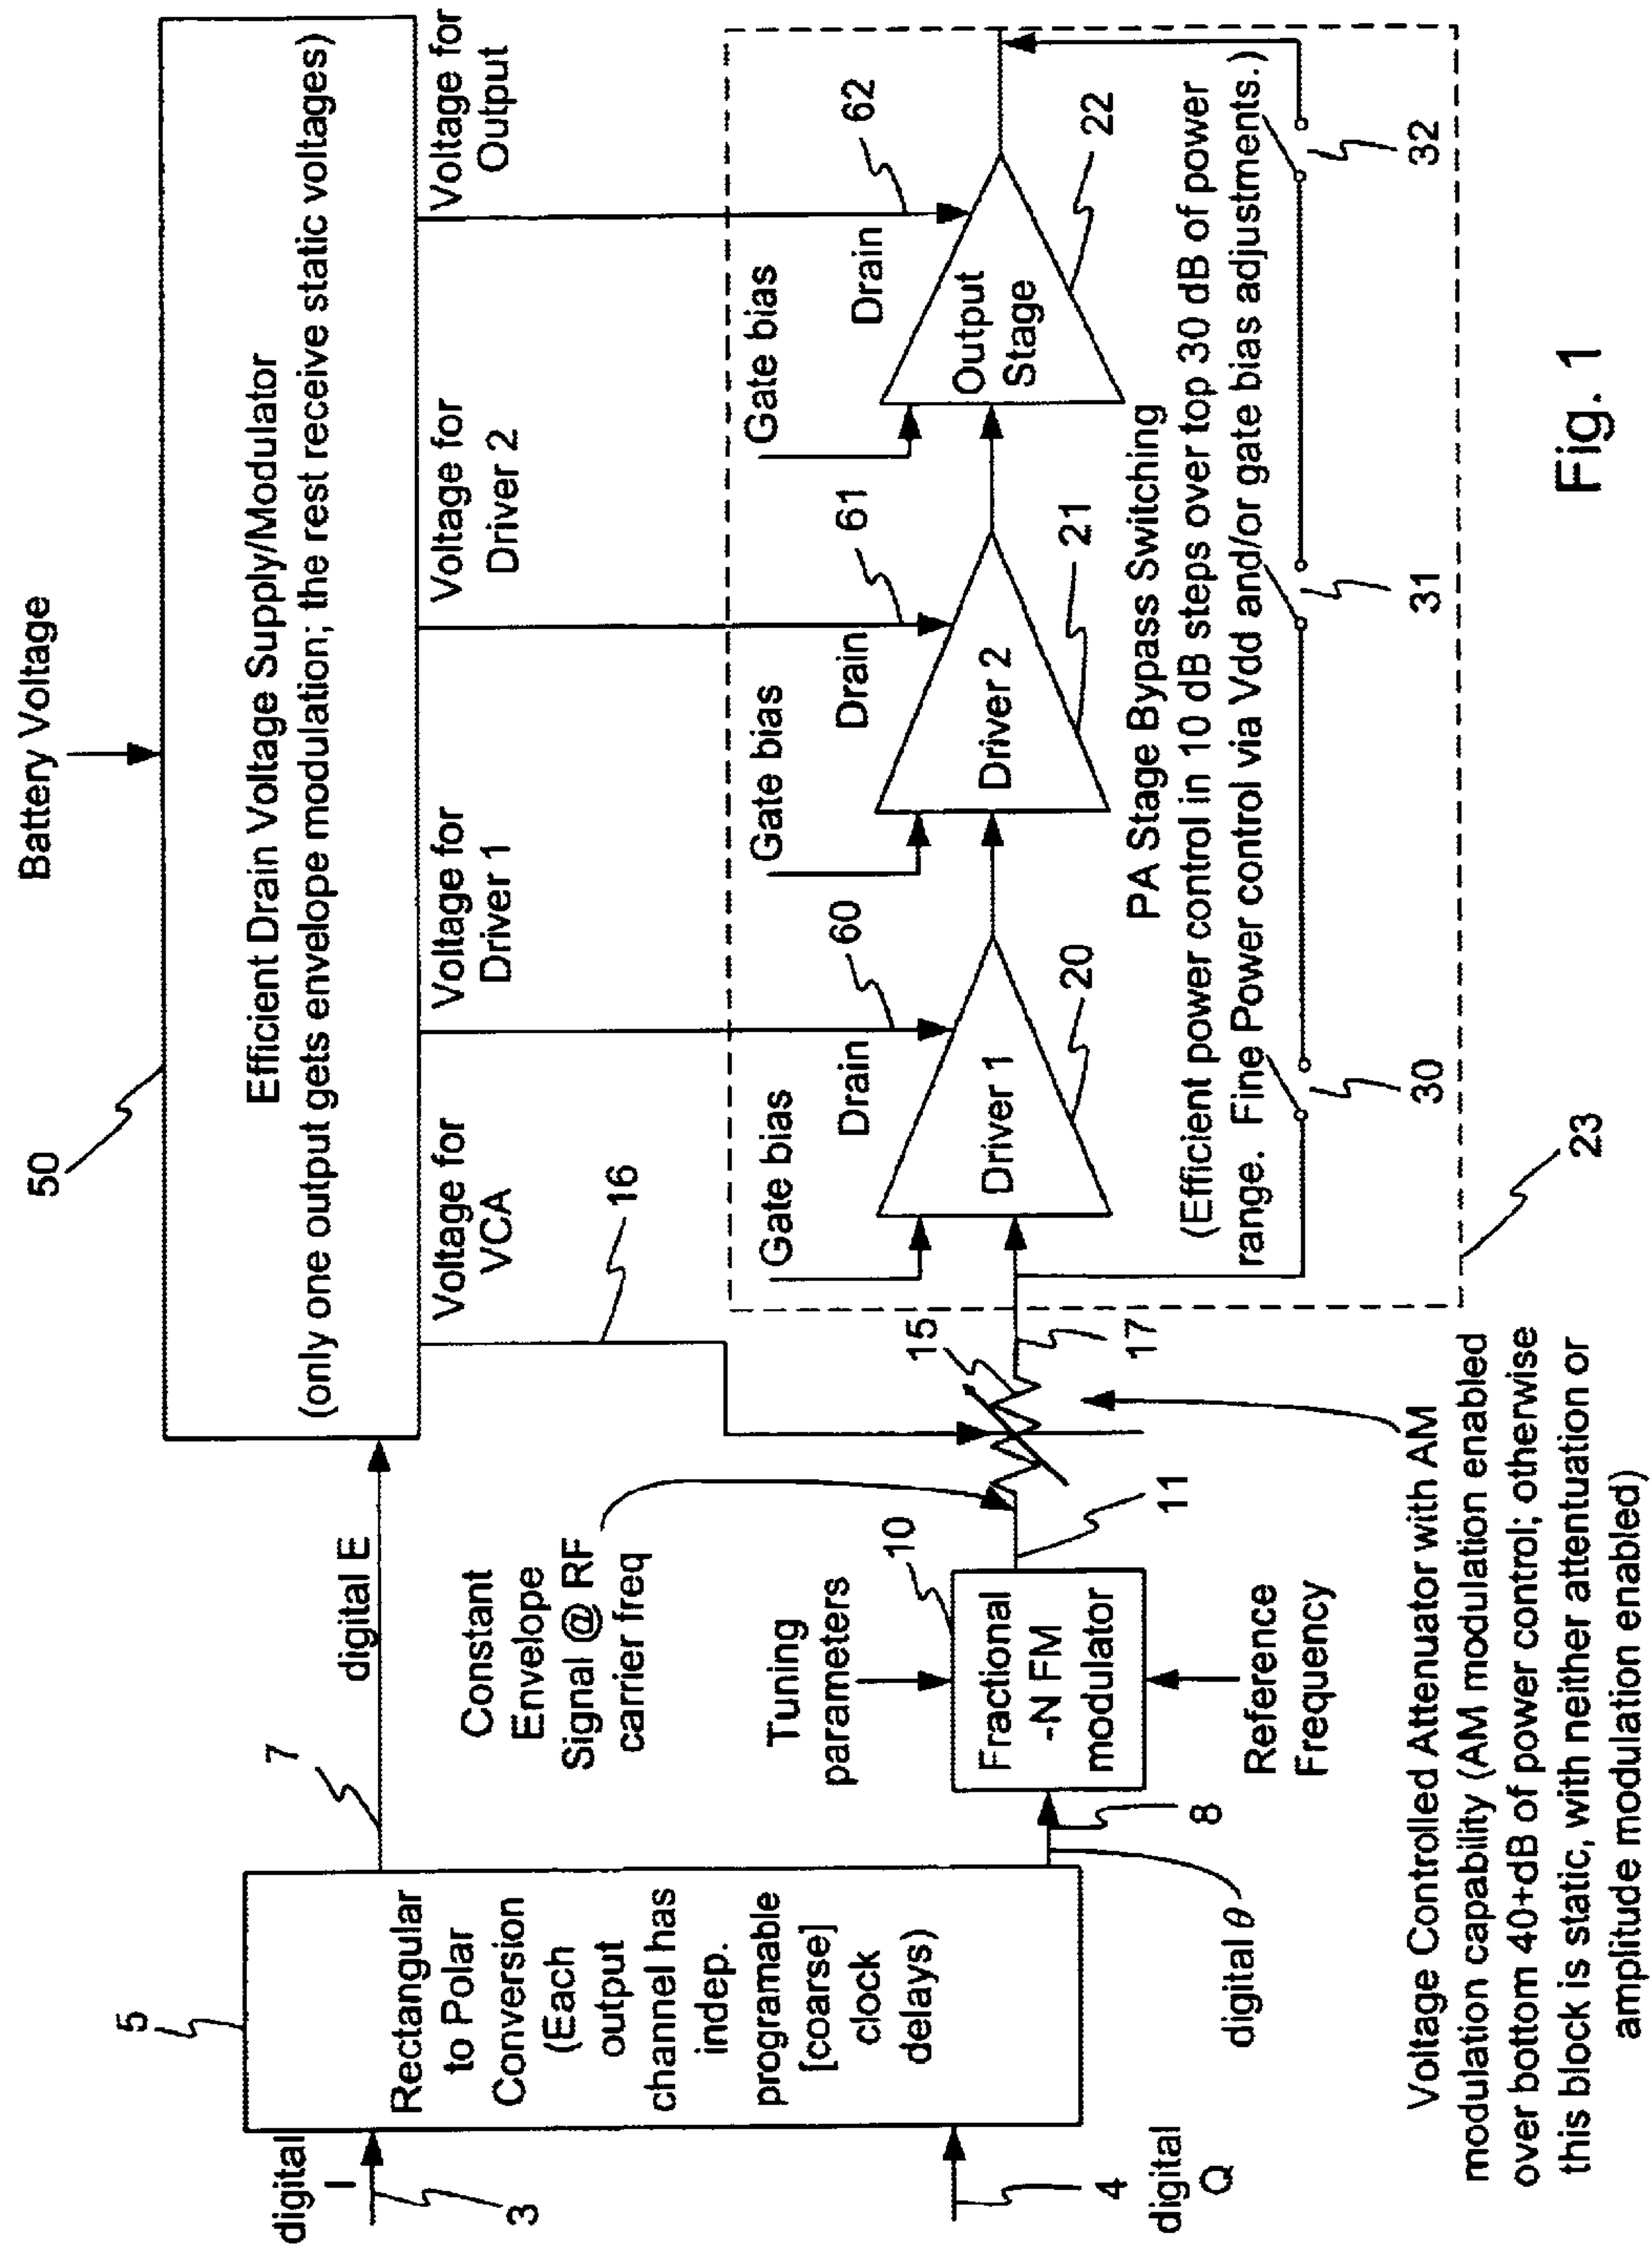 Battery Voltage
50
Efficient Drain Voltage Supply/Modulator
(only one output gets envelope modulation; the rest receive static voltages)
digital E
7
Voltage for
VCA
Voltage for
Driver 1
Voltage for
Driver 2
Voltage for
Output
16
5
Rectangular
to Polar
Conversion
(Each
output
channel has
indep.
programable
[coarse]
clock
delays)
digital
I
3
4
digital
Q
digital θ
8
Constant
Envelope
Signal @ RF
carrier freq
Tuning
parameters
10
Fractional
-N FM
modulator
Reference
Frequency
11
15
17
Gate bias
Drain
60
Driver 1
20
Gate bias
Drain
61
Driver 2
21
Gate bias
Drain
62
Output
Stage
22
PA Stage Bypass Switching
(Efficient power control in 10 dB steps over top 30 dB of power
range. Fine Power control via Vdd and/or gate bias adjustments.)
30
31
32
23
Voltage Controlled Attenuator with AM
modulation capability (AM modulation enabled
over bottom 40+dB of power control; otherwise
this block is static, with neither attentuation or
amplitude modulation enabled)
Fig. 1